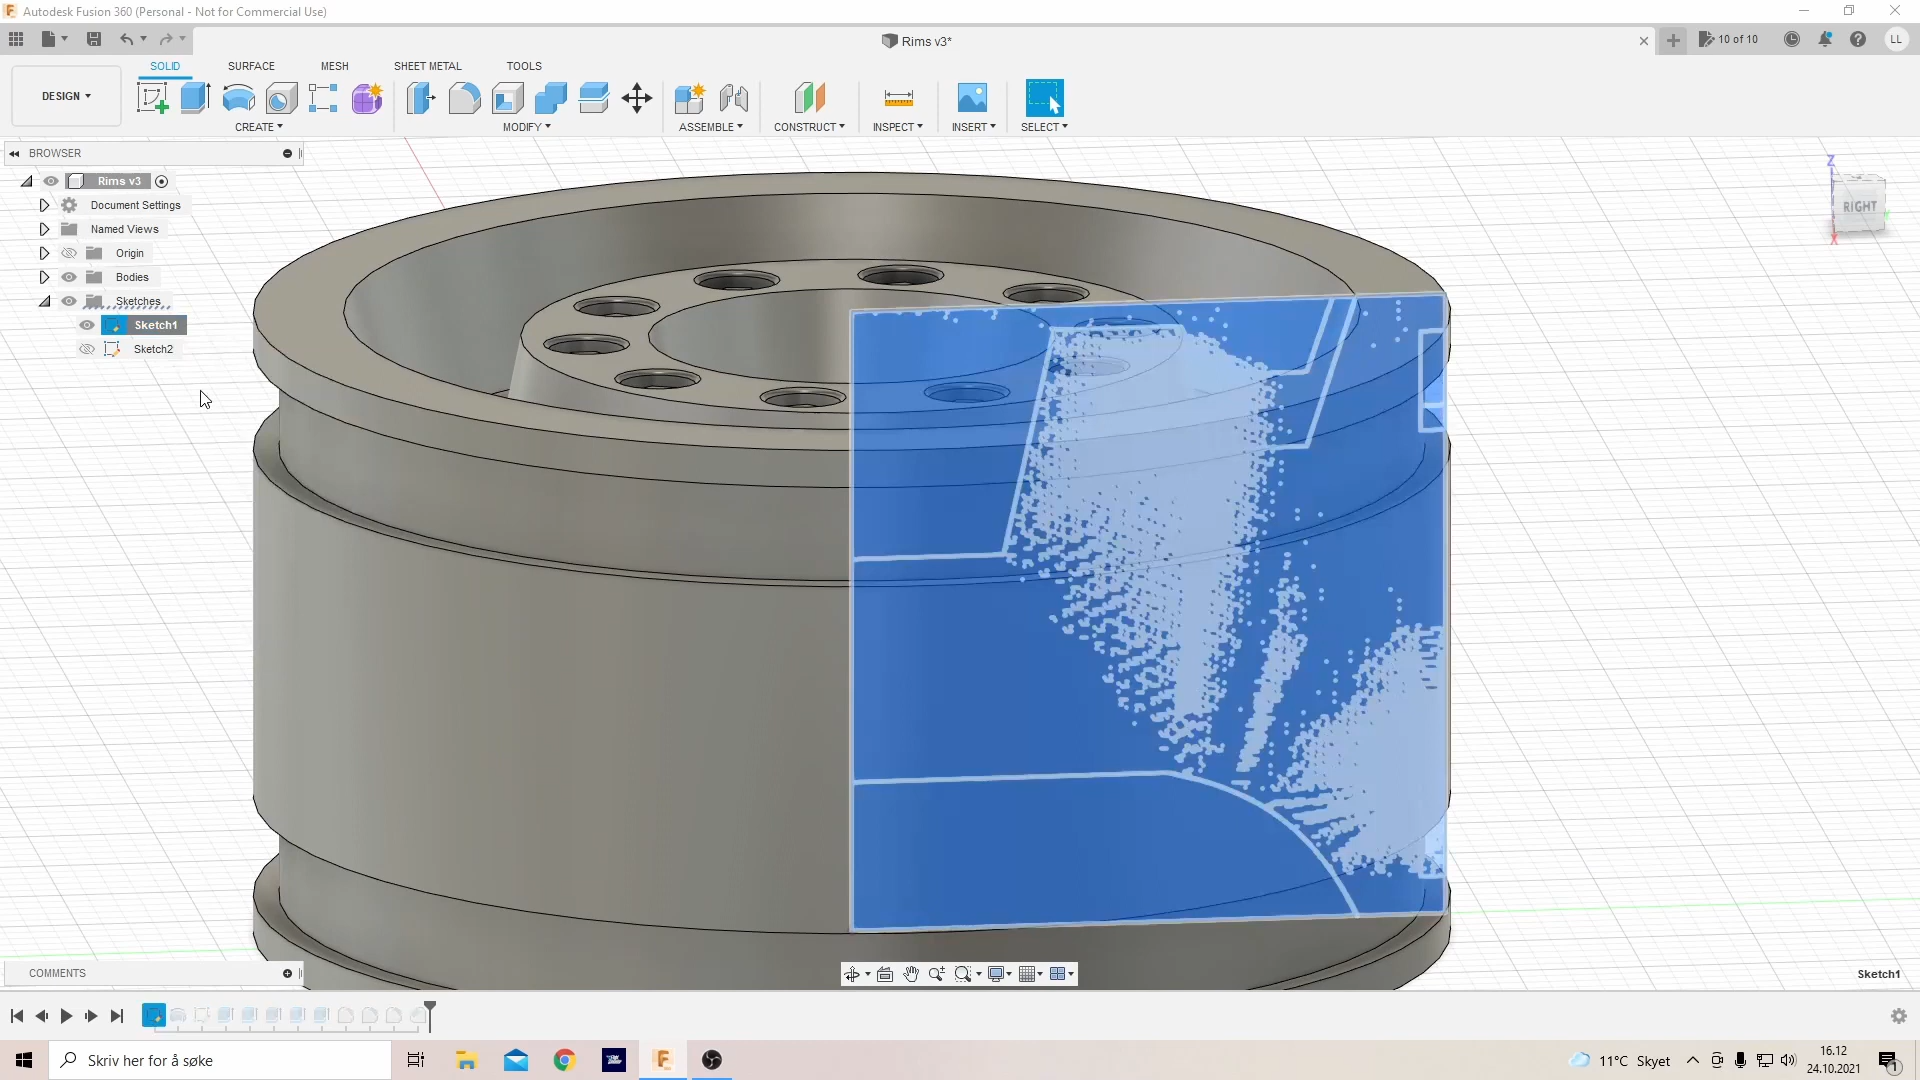 Autodesk Fusion 360 (Personal - Not for Commercial Use)
Rims v3*
10 of 10
LL
DESIGN
SOLID
SURFACE
MESH
SHEET METAL
TOOLS
CREATE
MODIFY
ASSEMBLE
CONSTRUCT
INSPECT
INSERT
SELECT
BROWSER
Rims v3
Document Settings
Named Views
Origin
Bodies
Sketches
Sketch1
Sketch2
Z
RIGHT
X
COMMENTS
Sketch1
Skriv her for å søke
11°C Skyet
16.12
24.10.2021
1